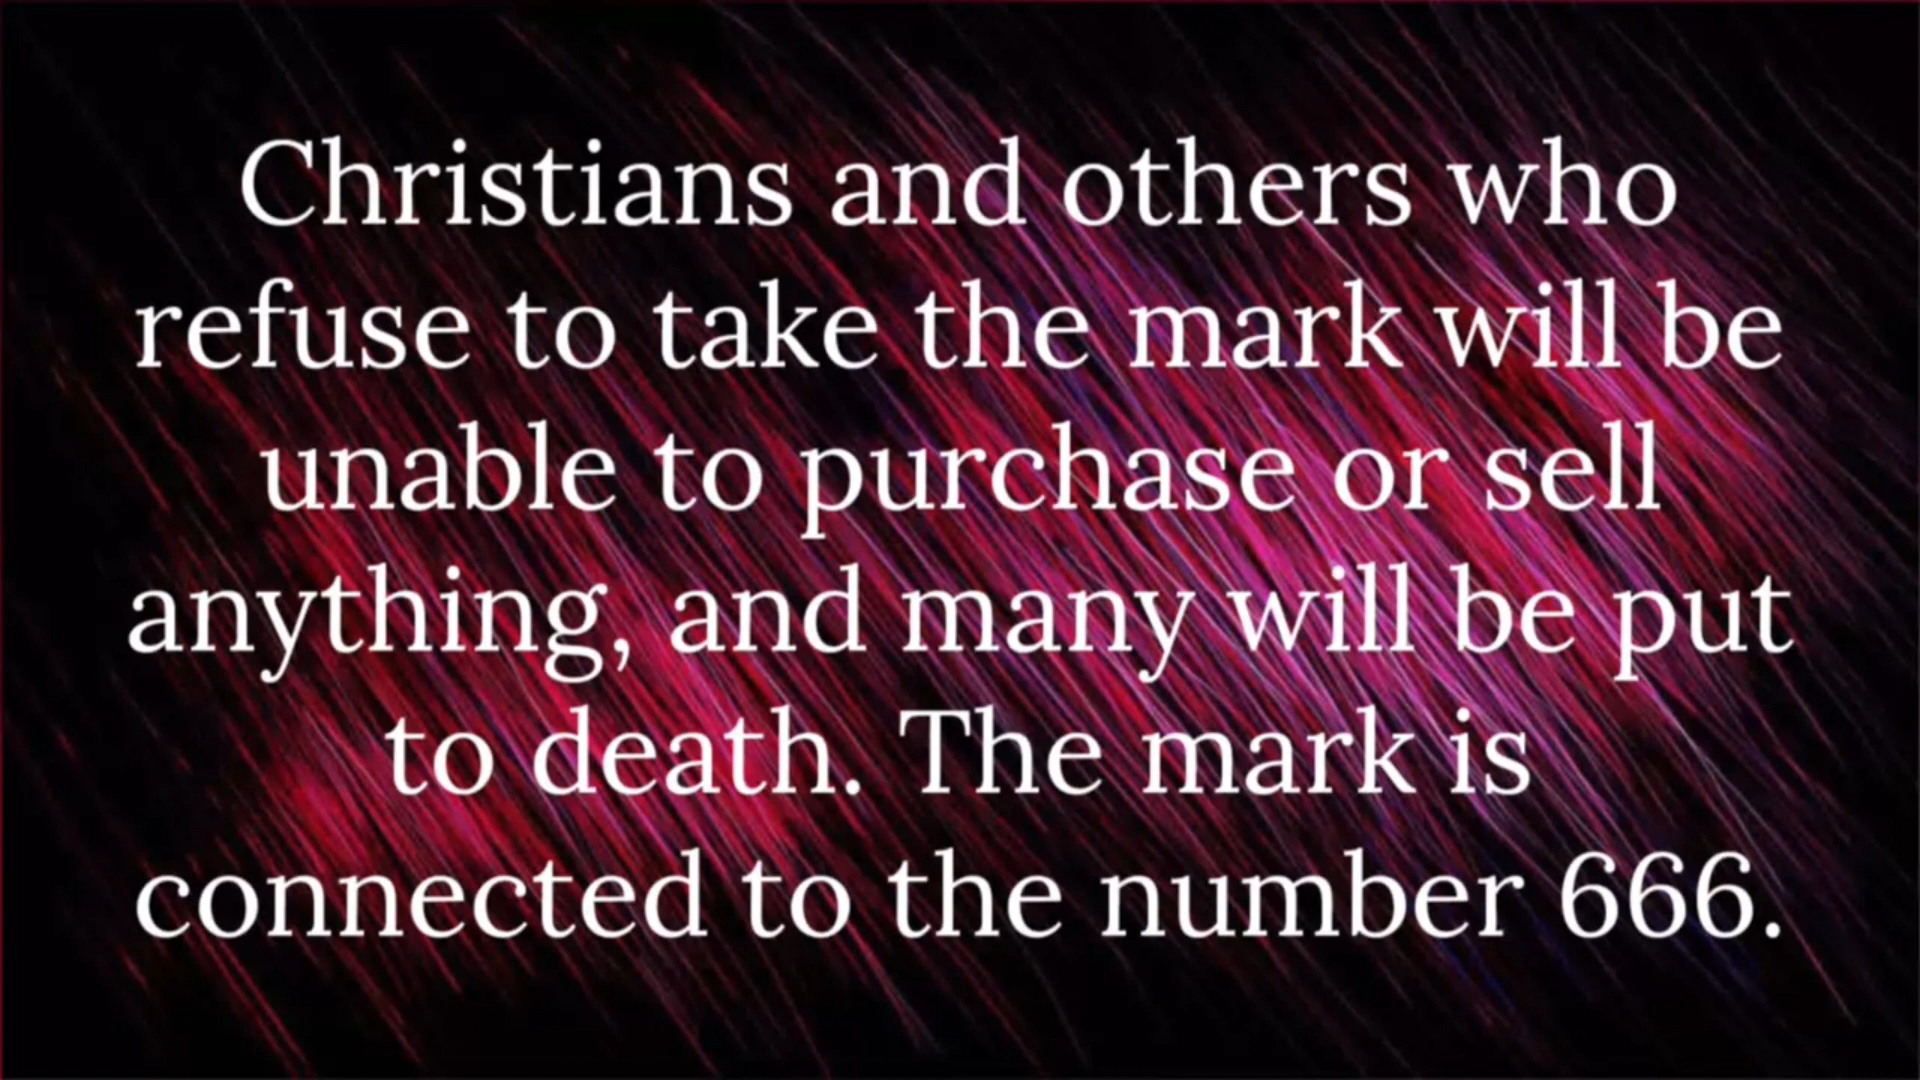 Christians and others who
refuse to take the mark will be
unable to purchase or sell
anything, and many will be put
to death. The mark is
connected to the number 666.